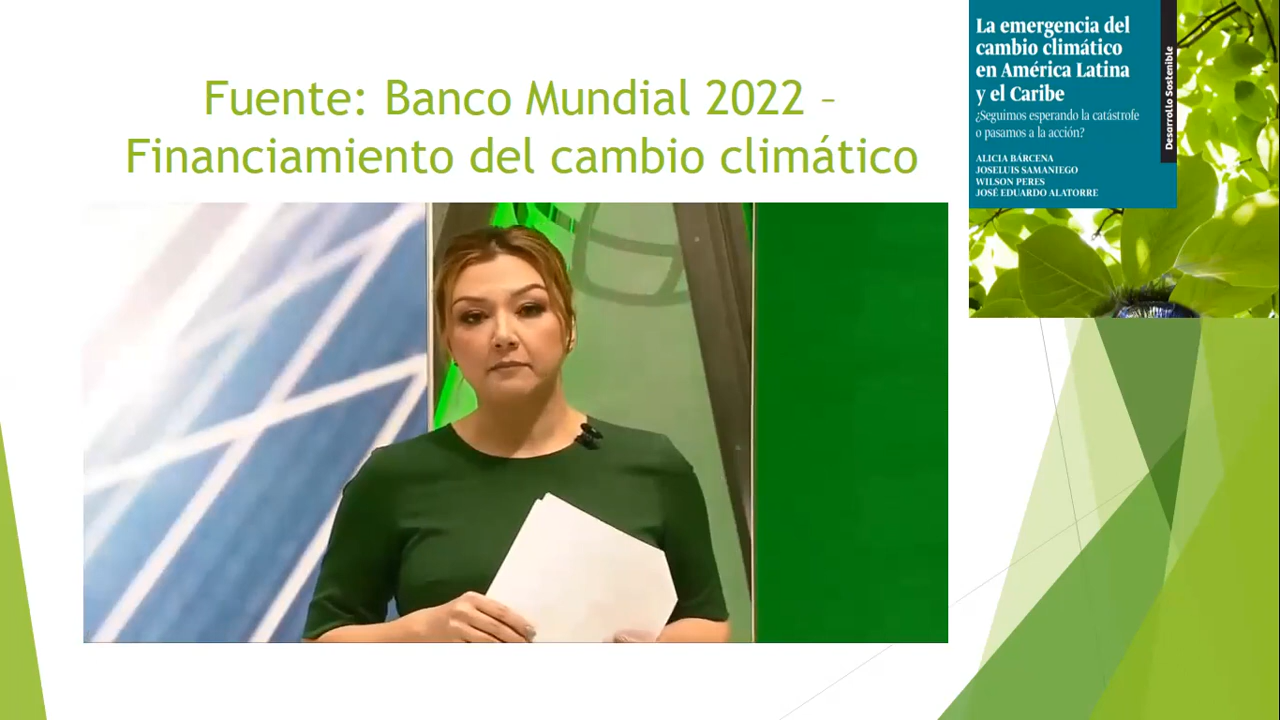 Fuente: Banco Mundial 2022 –
Financiamiento del cambio climático
La emergencia del
cambio climático
en América Latina
y el Caribe
¿Seguimos esperando la catástrofe
o pasamos a la acción?
ALICIA BÁRCENA
JOSELUIS SAMANIEGO
WILSON PERES
JOSÉ EDUARDO ALATORRE
Desarrollo Sostenible